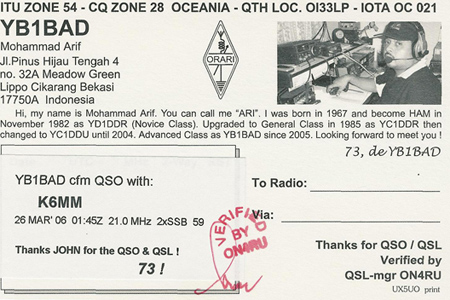 ITU ZONE 54 - CQ ZONE 28 OCEANIA - QTH LOC. OI33LP - IOTA OC 021
YB1BAD
Mohammad Arif
Jl.Pinus Hijau Tengah 4
no. 32A Meadow Green
Lippo Cikarang Bekasi
17750A Indonesia
ORARI
Hi, my name is Mohammad Arif. You can call me "ARI". I was born in 1967 and become HAM in
November 1982 as YD1DDR (Novice Class). Upgraded to General Class in 1985 as YC1DDR then
changed to YC1DDU until 2004. Advanced Class as YB1BAD since 2005. Looking forward to meet you !
73, de YB1BAD
YB1BAD cfm QSO with:
K6MM
26 MAR' 06 01:45Z 21.0 MHz 2xSSB 59
Thanks JOHN for the QSO & QSL !
73 !
VERIFIED
BY
ON4RU
To Radio:
Via:
Thanks for QSO / QSL
Verified by
QSL-mgr ON4RU
UX5UO print